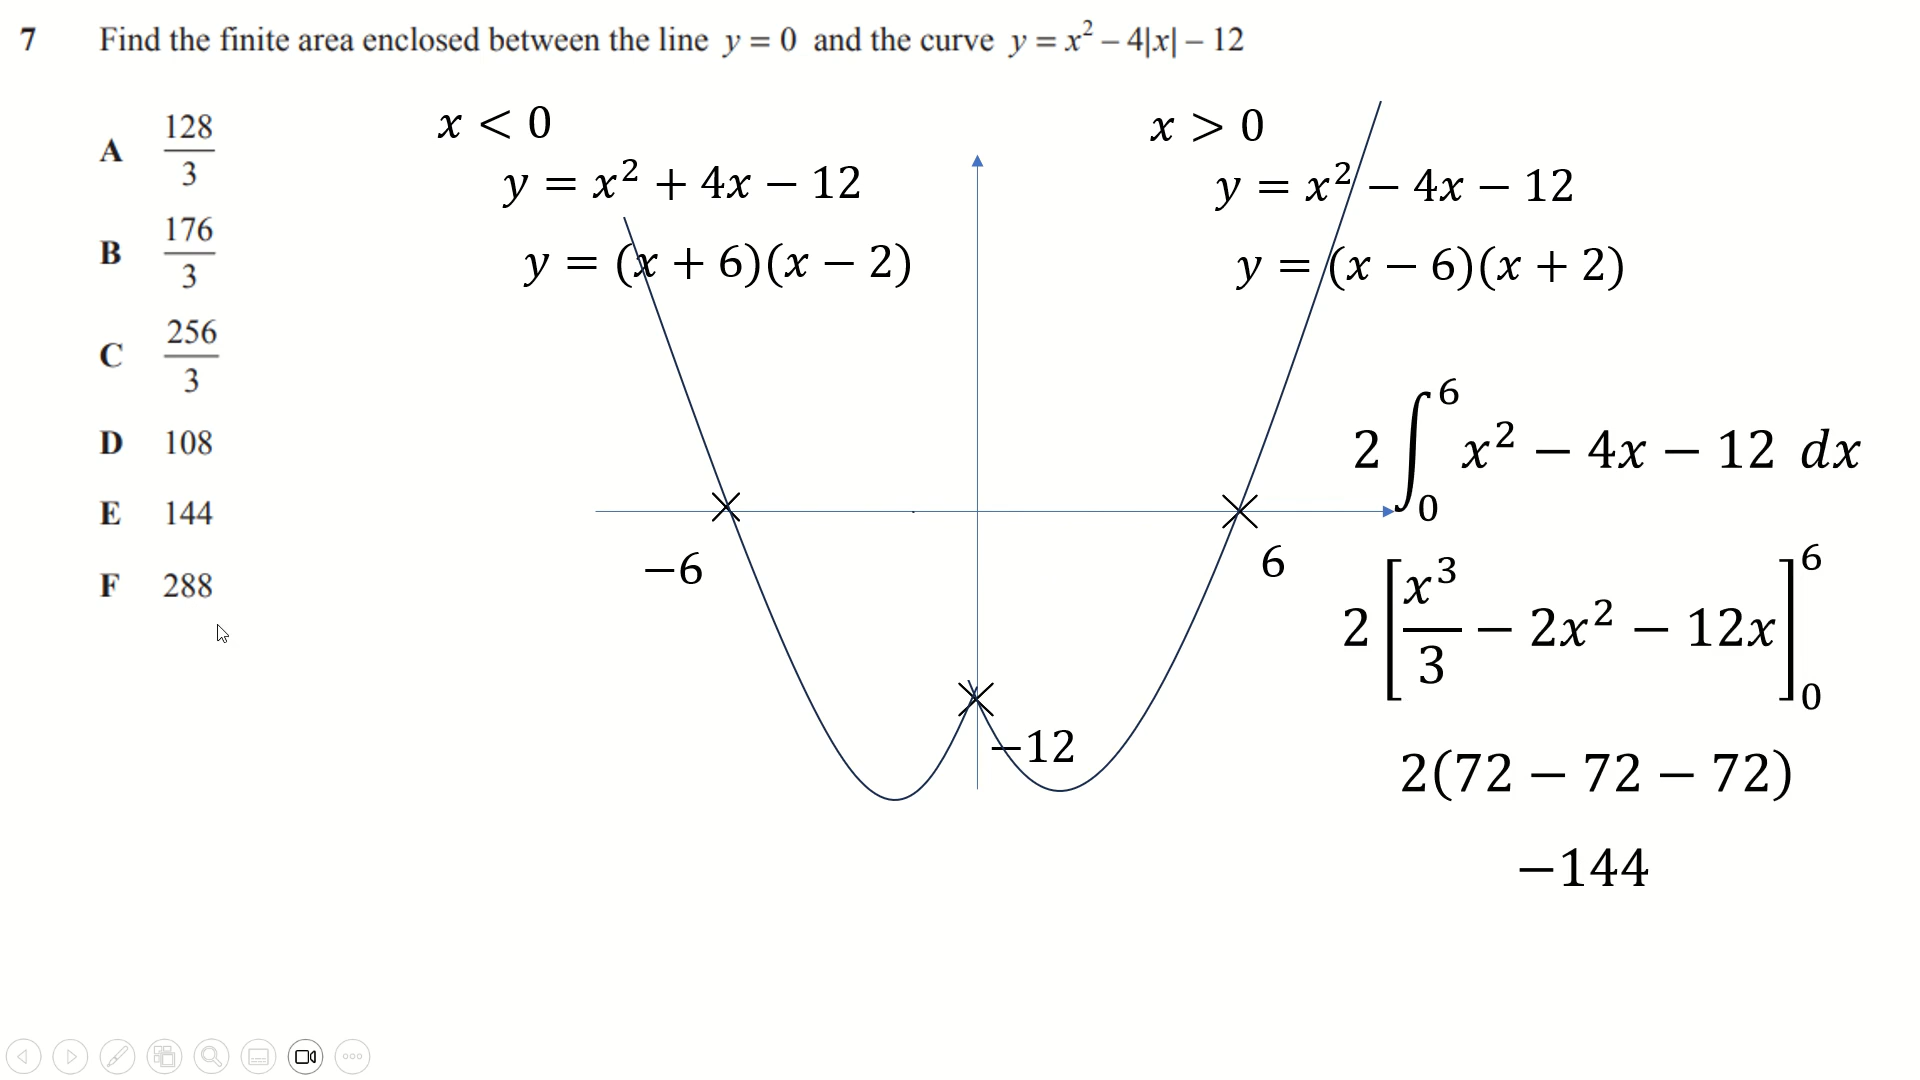 7 Find the finite area enclosed between the line y = 0 and the curve y = x² – 4|x| – 12
A 128/3
B 176/3
C 256/3
D 108
E 144
F 288
x < 0
y = x² + 4x − 12
y = (x + 6)(x − 2)
x > 0
y = x² − 4x − 12
y = (x − 6)(x + 2)
−6
6
−12
2 ∫₀⁶ x² − 4x − 12 dx
2 [x³/3 − 2x² − 12x]₀⁶
2(72 − 72 − 72)
−144